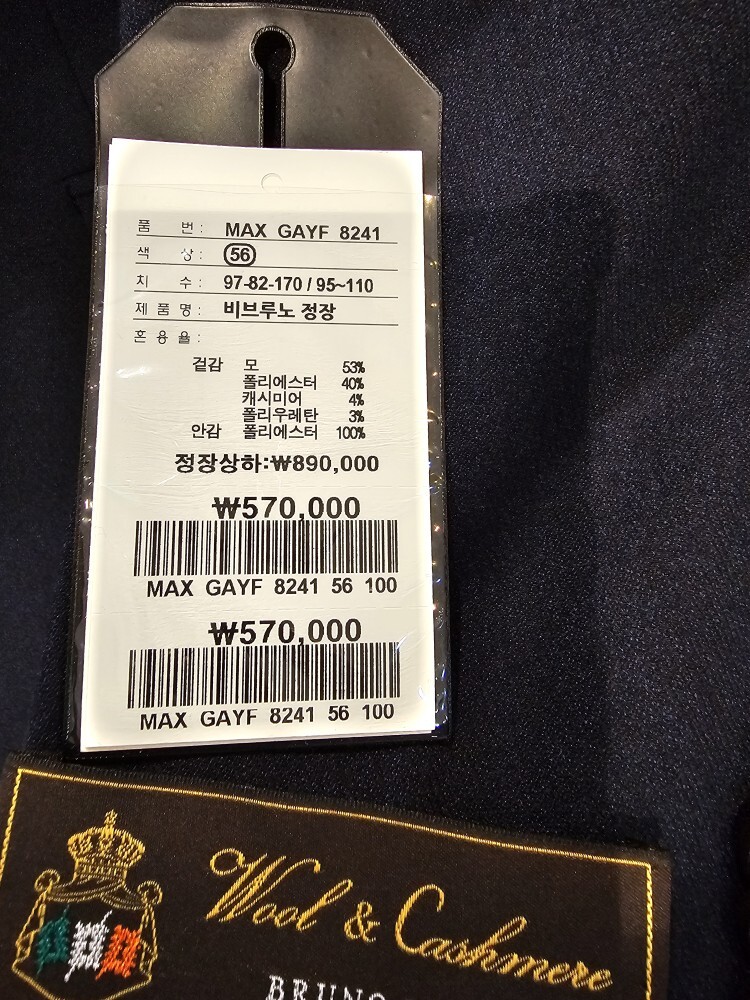 품 번 : MAX GAYF 8241
색 상 : 56
치 수 : 97-82-170 / 95~110
제 품 명 : 비브루노 정장
혼 용 율 :
겉감 모 53%
폴리에스터 40%
캐시미어 4%
폴리우레탄 3%
안감 폴리에스터 100%
정장상하:₩890,000
₩570,000
MAX GAYF 8241 56 100
₩570,000
MAX GAYF 8241 56 100
Wool & Cashmere